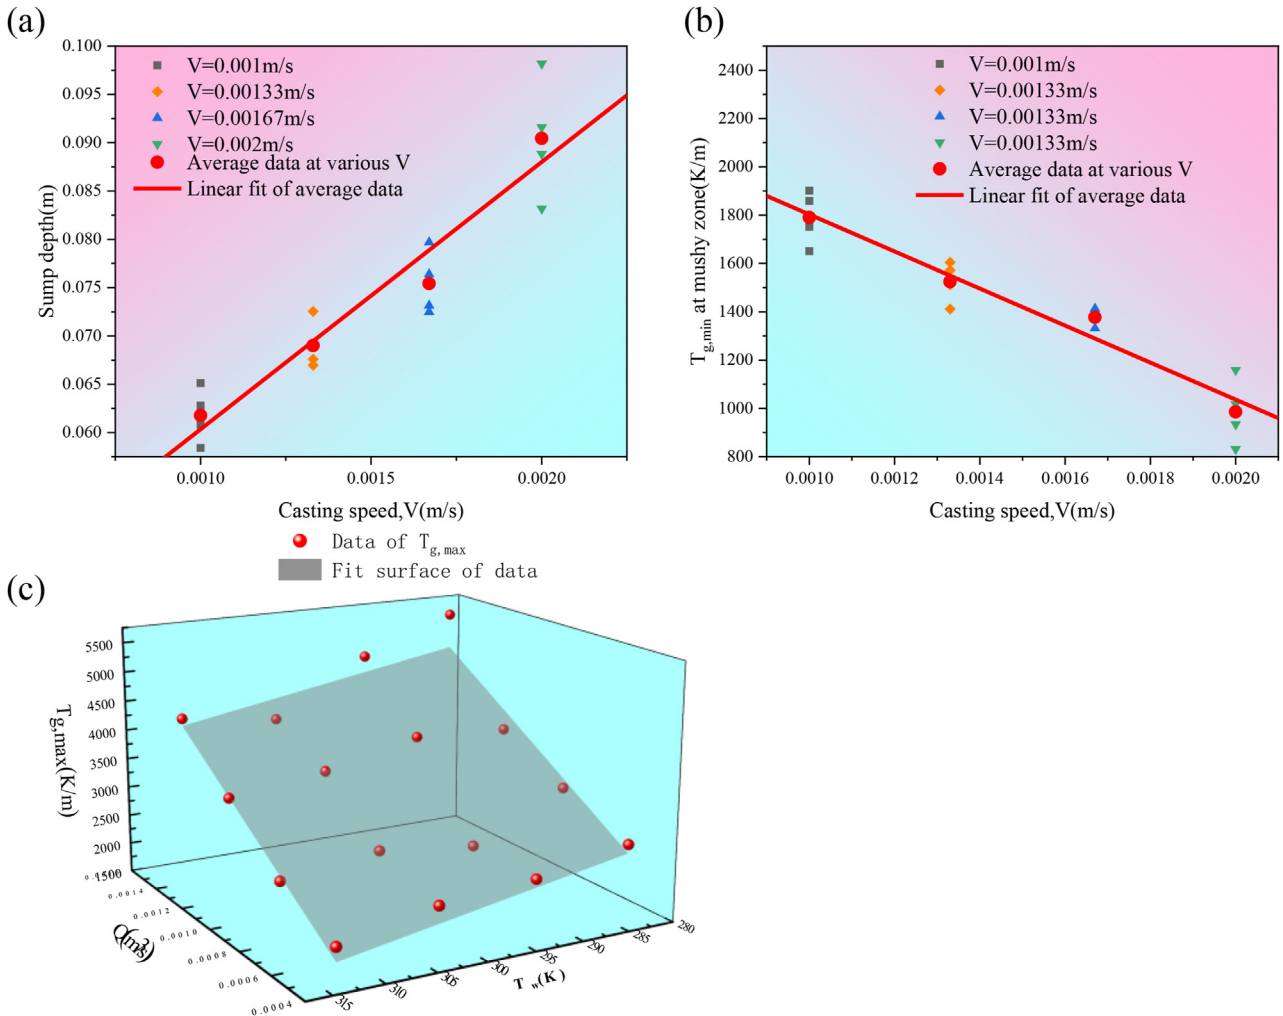 (a)
0.100
0.095
0.090
0.085
0.080
0.075
0.070
0.065
0.060
Sump depth(m)
V=0.001m/s
V=0.00133m/s
V=0.00167m/s
V=0.002m/s
Average data at various V
Linear fit of average data
0.0010 0.0015 0.0020
Casting speed,V(m/s)
(b)
2400
2200
2000
1800
1600
1400
1200
1000
800
Tg,min at mushy zone(K/m)
V=0.001m/s
V=0.00133m/s
V=0.00133m/s
V=0.00133m/s
Average data at various V
Linear fit of average data
0.0010 0.0012 0.0014 0.0016 0.0018 0.0020
Casting speed,V(m/s)
Data of Tg,max
Fit surface of data
(c)
5500
5000
4500
4000
3500
3000
2500
2000
1500
Tg,max(K/m)
0.0014
0.0012
0.0010
0.0008
0.0006
0.0004
315 310 305 300 295 290 285 280
Tw(K)